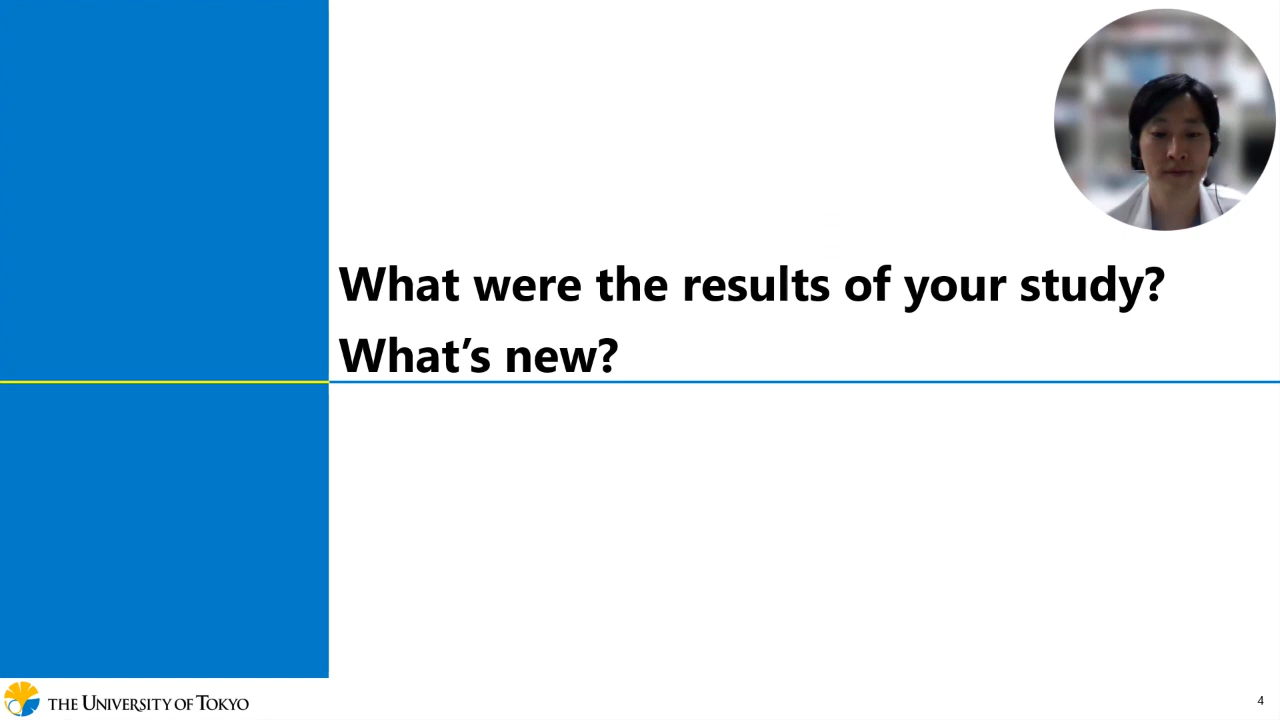 What were the results of your study?
What’s new?
THE UNIVERSITY OF TOKYO
4